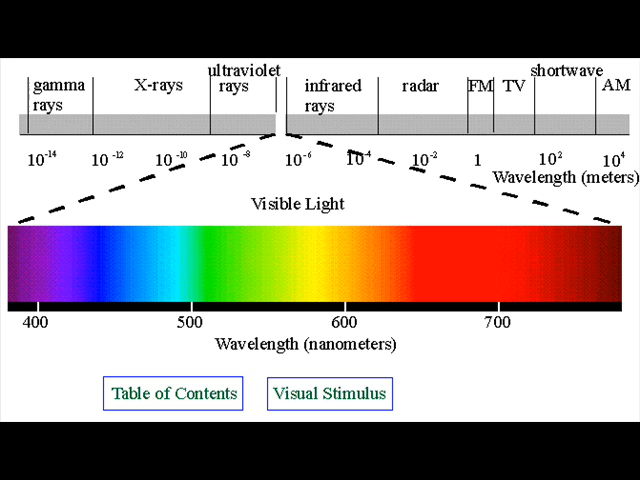 ultraviolet shortwave
gamma X-rays rays infrared radar FM TV AM
rays rays
10-14 10-12 10-10 10-8 10-6 10-4 10-2 1 102 104
Wavelength (meters)
Visible Light
400 500 600 700
Wavelength (nanometers)
Table of Contents Visual Stimulus